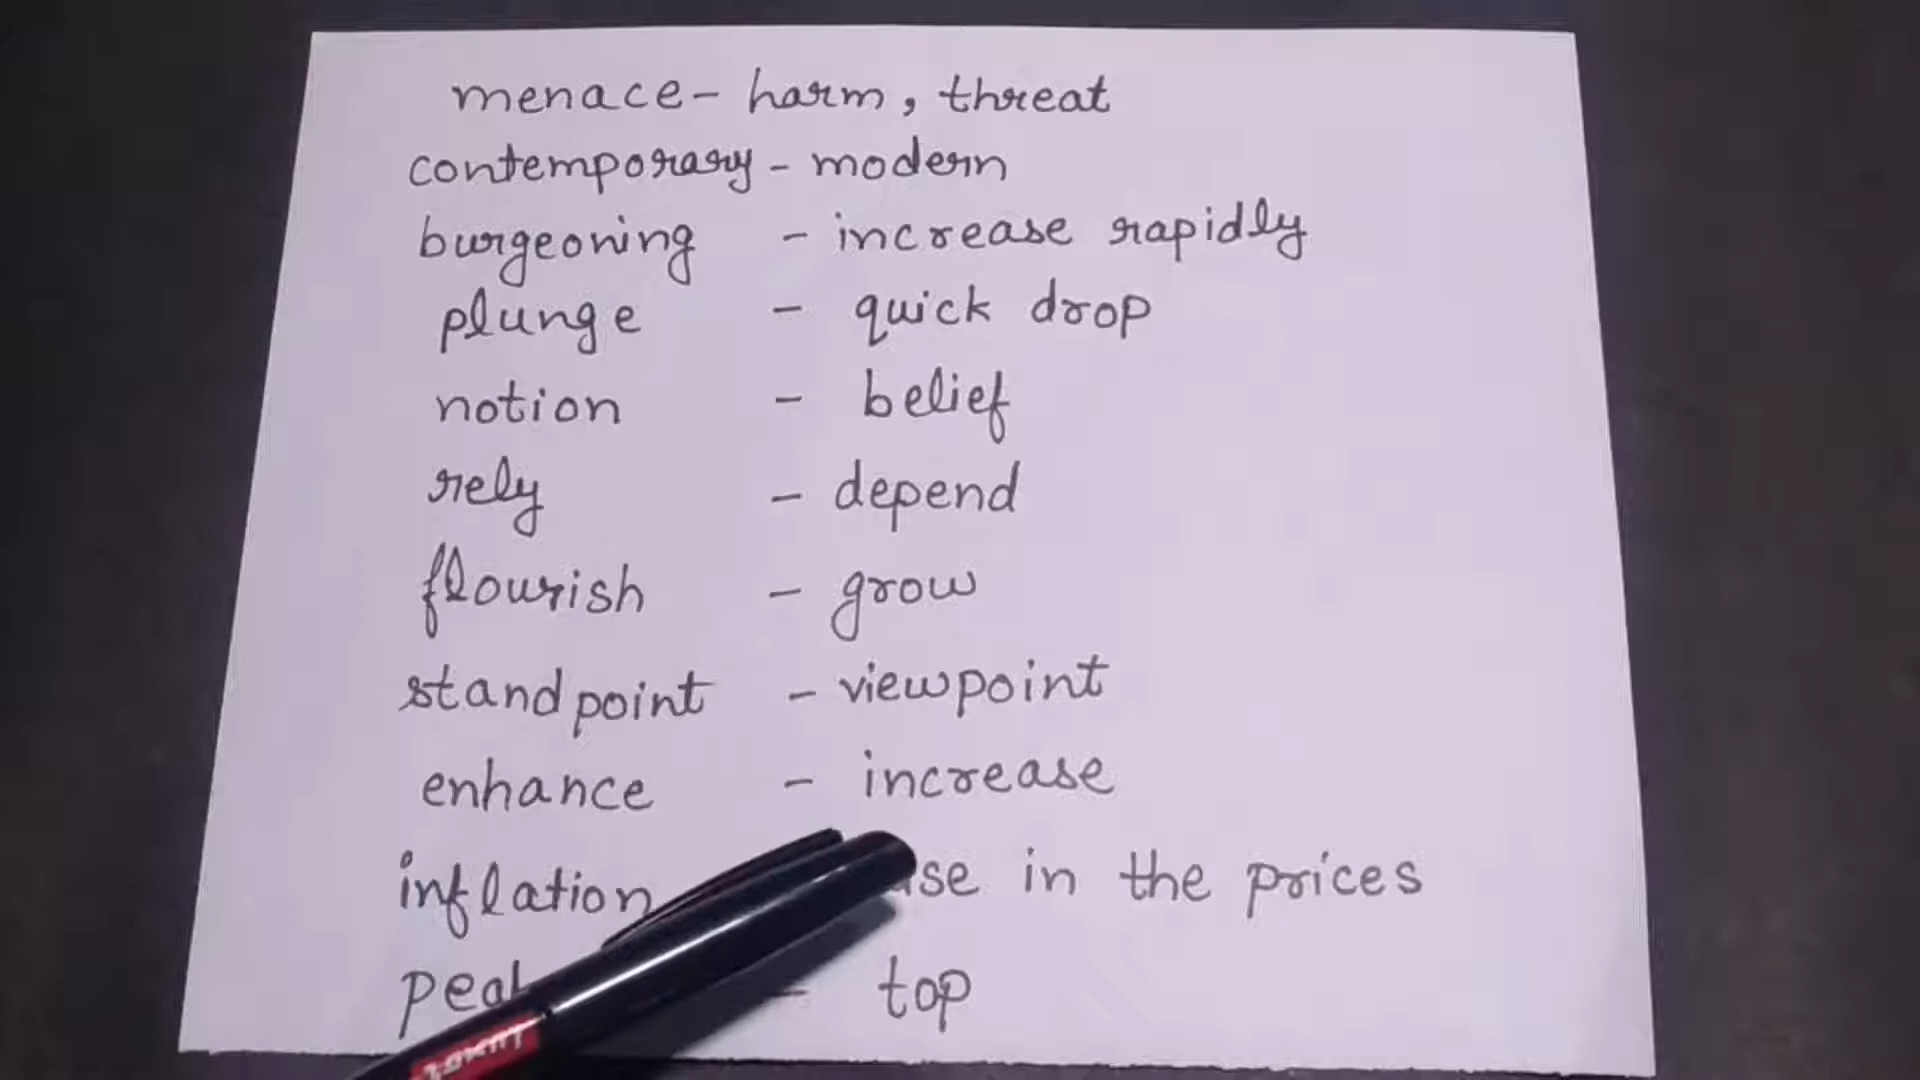 menace - harm, threat
contemporary - modern
burgeoning - increase rapidly
plunge - quick drop
notion - belief
rely - depend
flourish - grow
standpoint - viewpoint
enhance - increase
inflation in the prices
- top